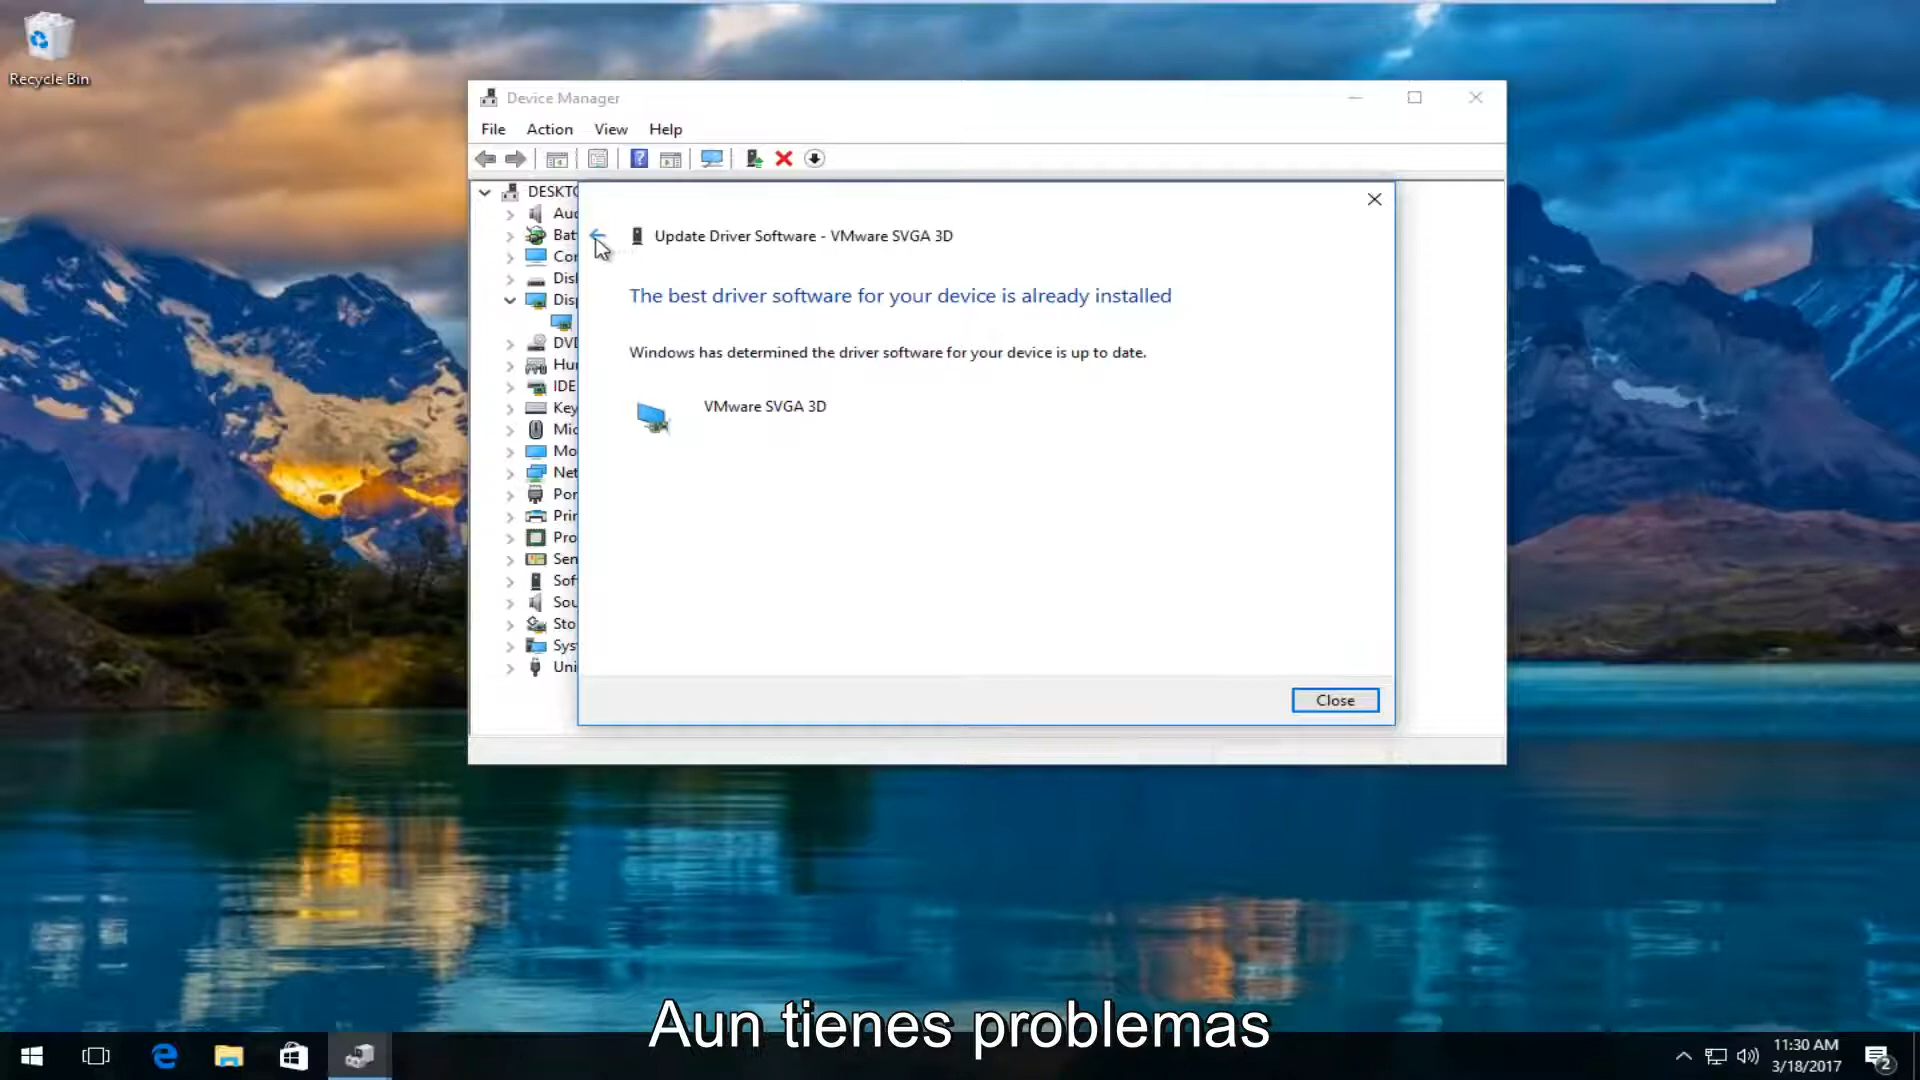 Recycle Bin
Device Manager
File Action View Help
DESKTO
Aud
Bat
Cor
Disk
Disp
DVD
Hur
IDE
Key
Mic
Mo
Net
Por
Prin
Pro
Sen
Sof
Sou
Sto
Sys
Uni
Update Driver Software - VMware SVGA 3D
The best driver software for your device is already installed
Windows has determined the driver software for your device is up to date.
VMware SVGA 3D
Close
Aun tienes problemas
11:30 AM
3/18/2017
2